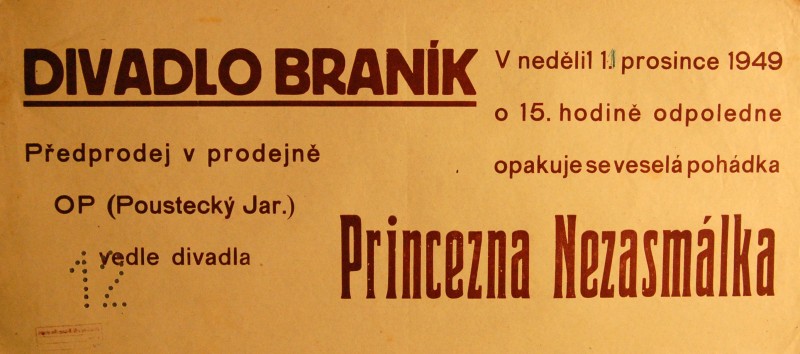 DIVADLO BRANÍK
Předprodej v prodejně
OP (Poustecký Jar.)
vedle divadla
12
V neděli 11. prosince 1949
o 15. hodině odpoledne
opakuje se veselá pohádka
Princezna Nezasmálka